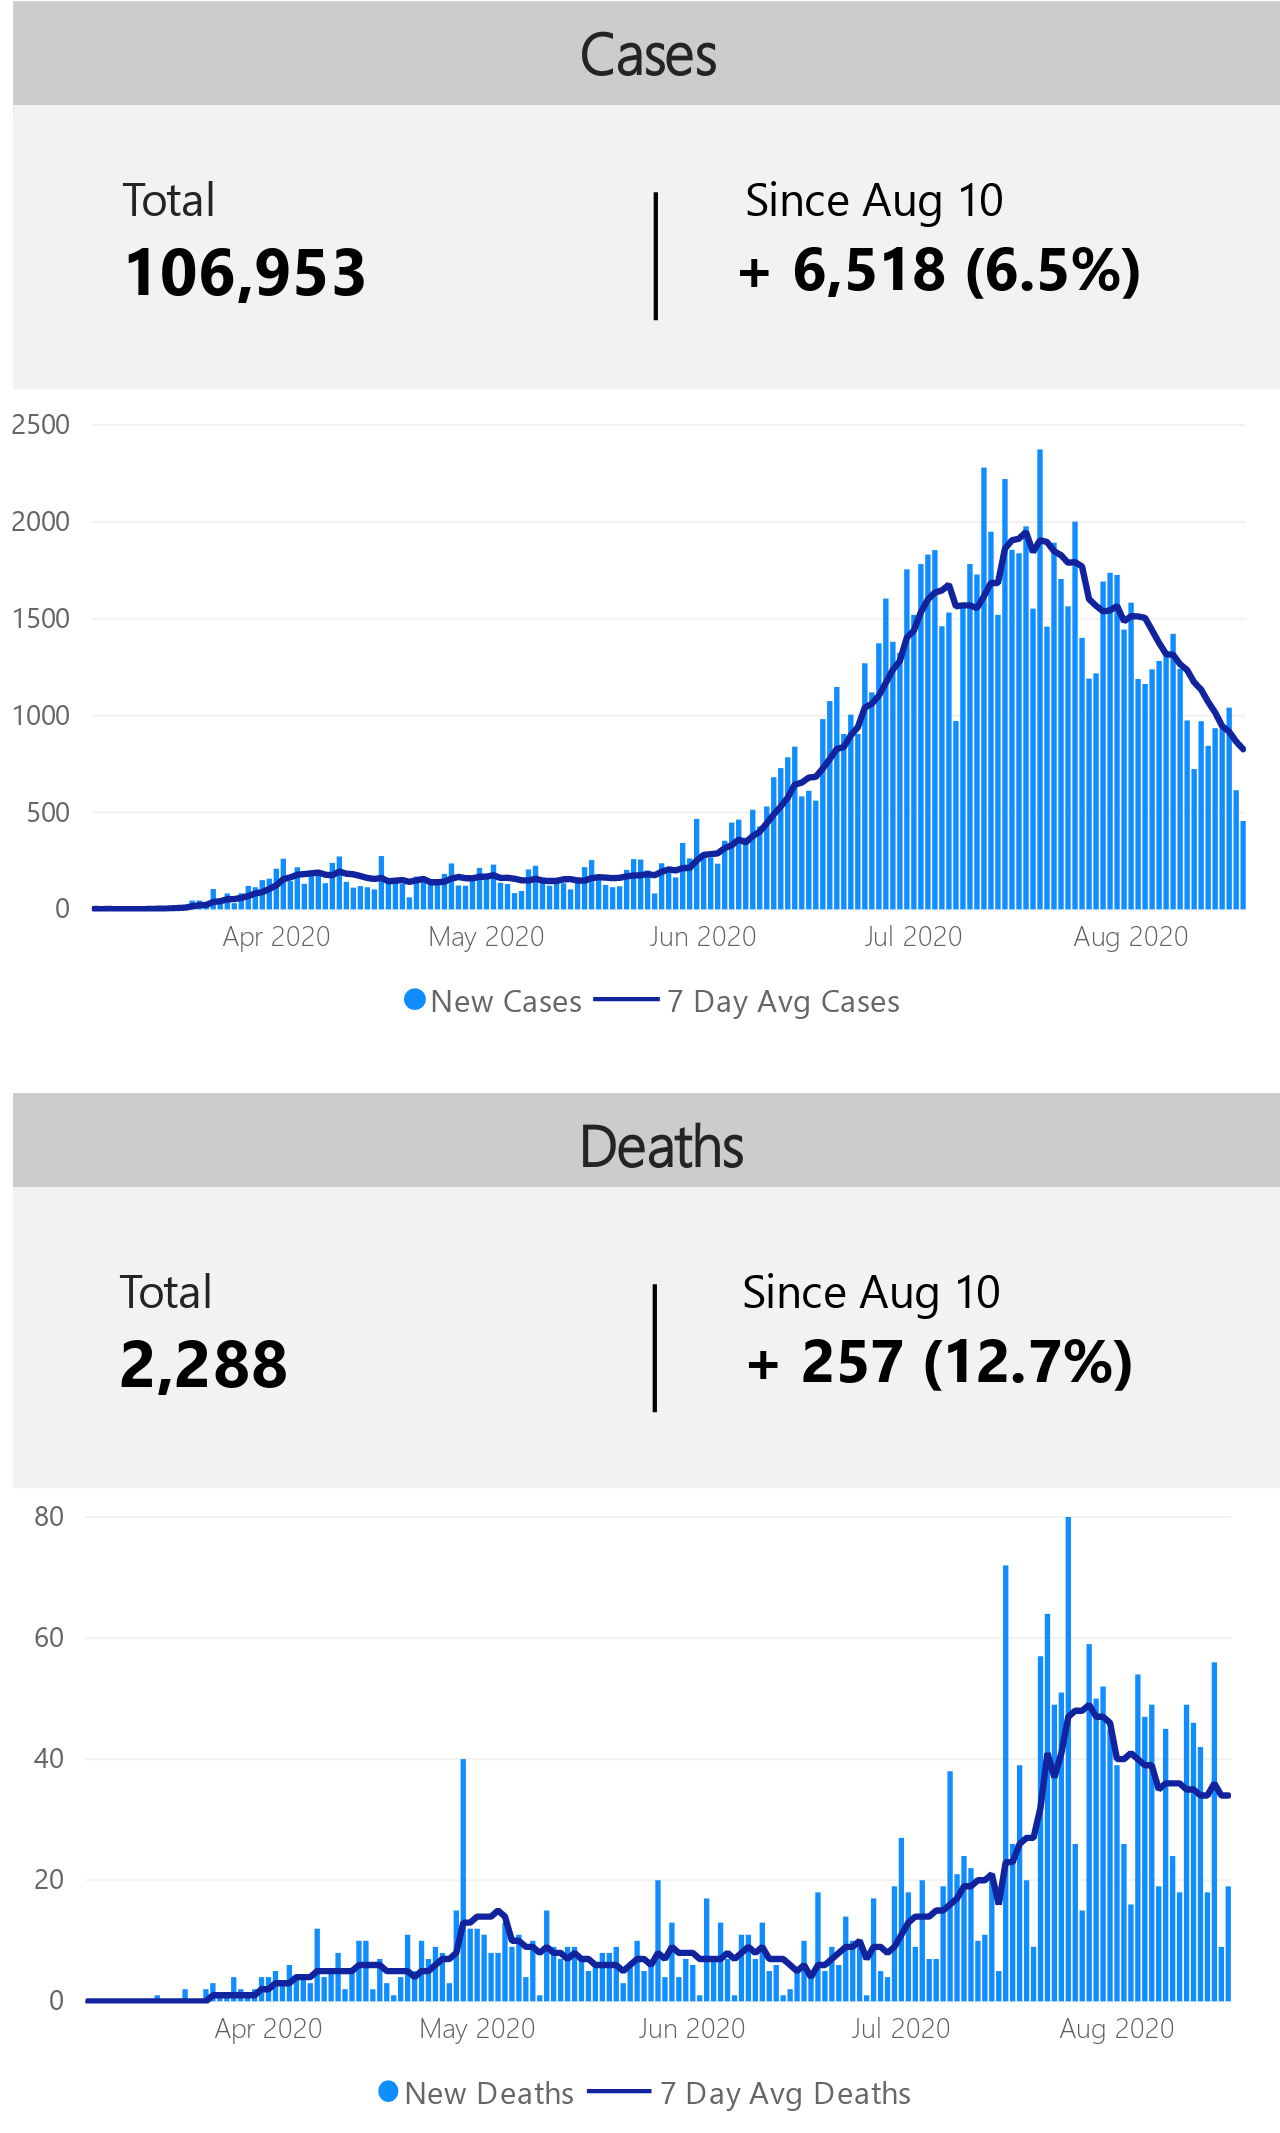 Cases
Total
106,953
Since Aug 10
+ 6,518 (6.5%)
2500
2000
1500
1000
500
0
Apr 2020 May 2020 Jun 2020 Jul 2020 Aug 2020
New Cases 7 Day Avg Cases
Deaths
Total
2,288
Since Aug 10
+ 257 (12.7%)
80
60
40
20
0
Apr 2020 May 2020 Jun 2020 Jul 2020 Aug 2020
New Deaths 7 Day Avg Deaths